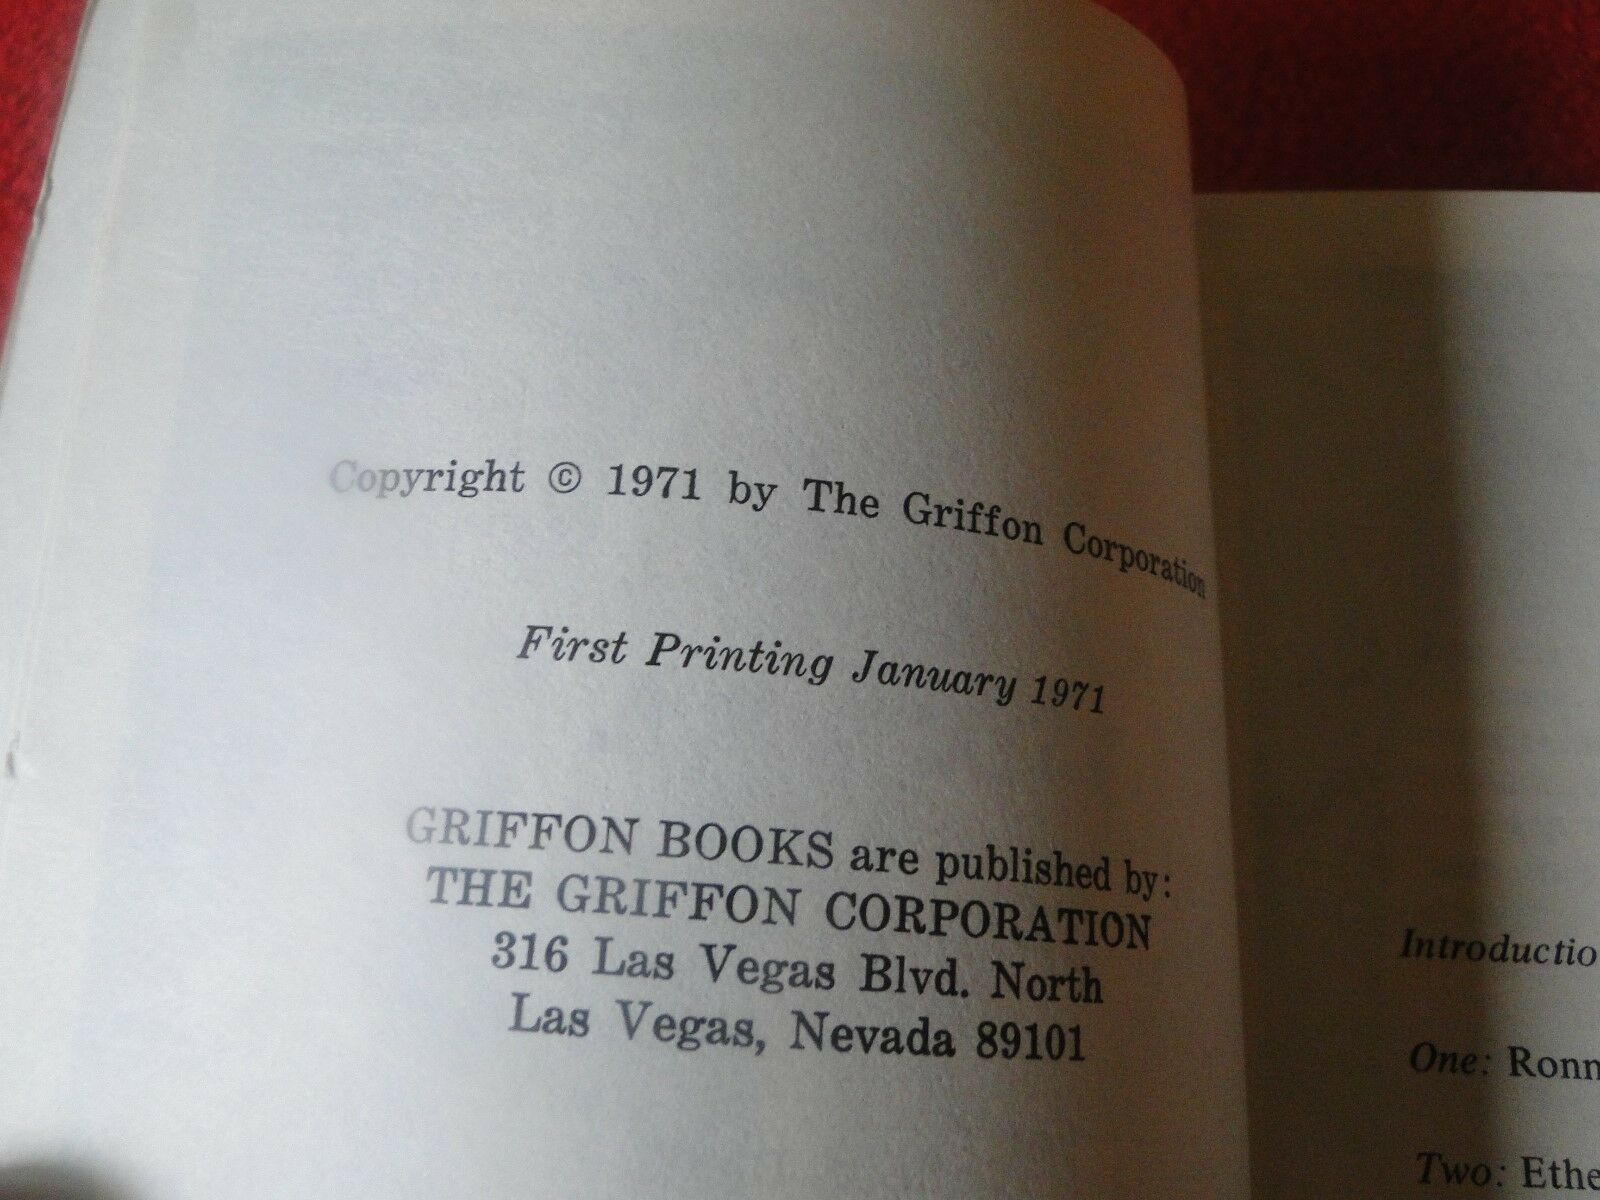 Copyright © 1971 by The Griffon Corporation
First Printing January 1971
GRIFFON BOOKS are published by:
THE GRIFFON CORPORATION
316 Las Vegas Blvd. North
Las Vegas, Nevada 89101
Introductio
One: Ronn
Two: Ethe